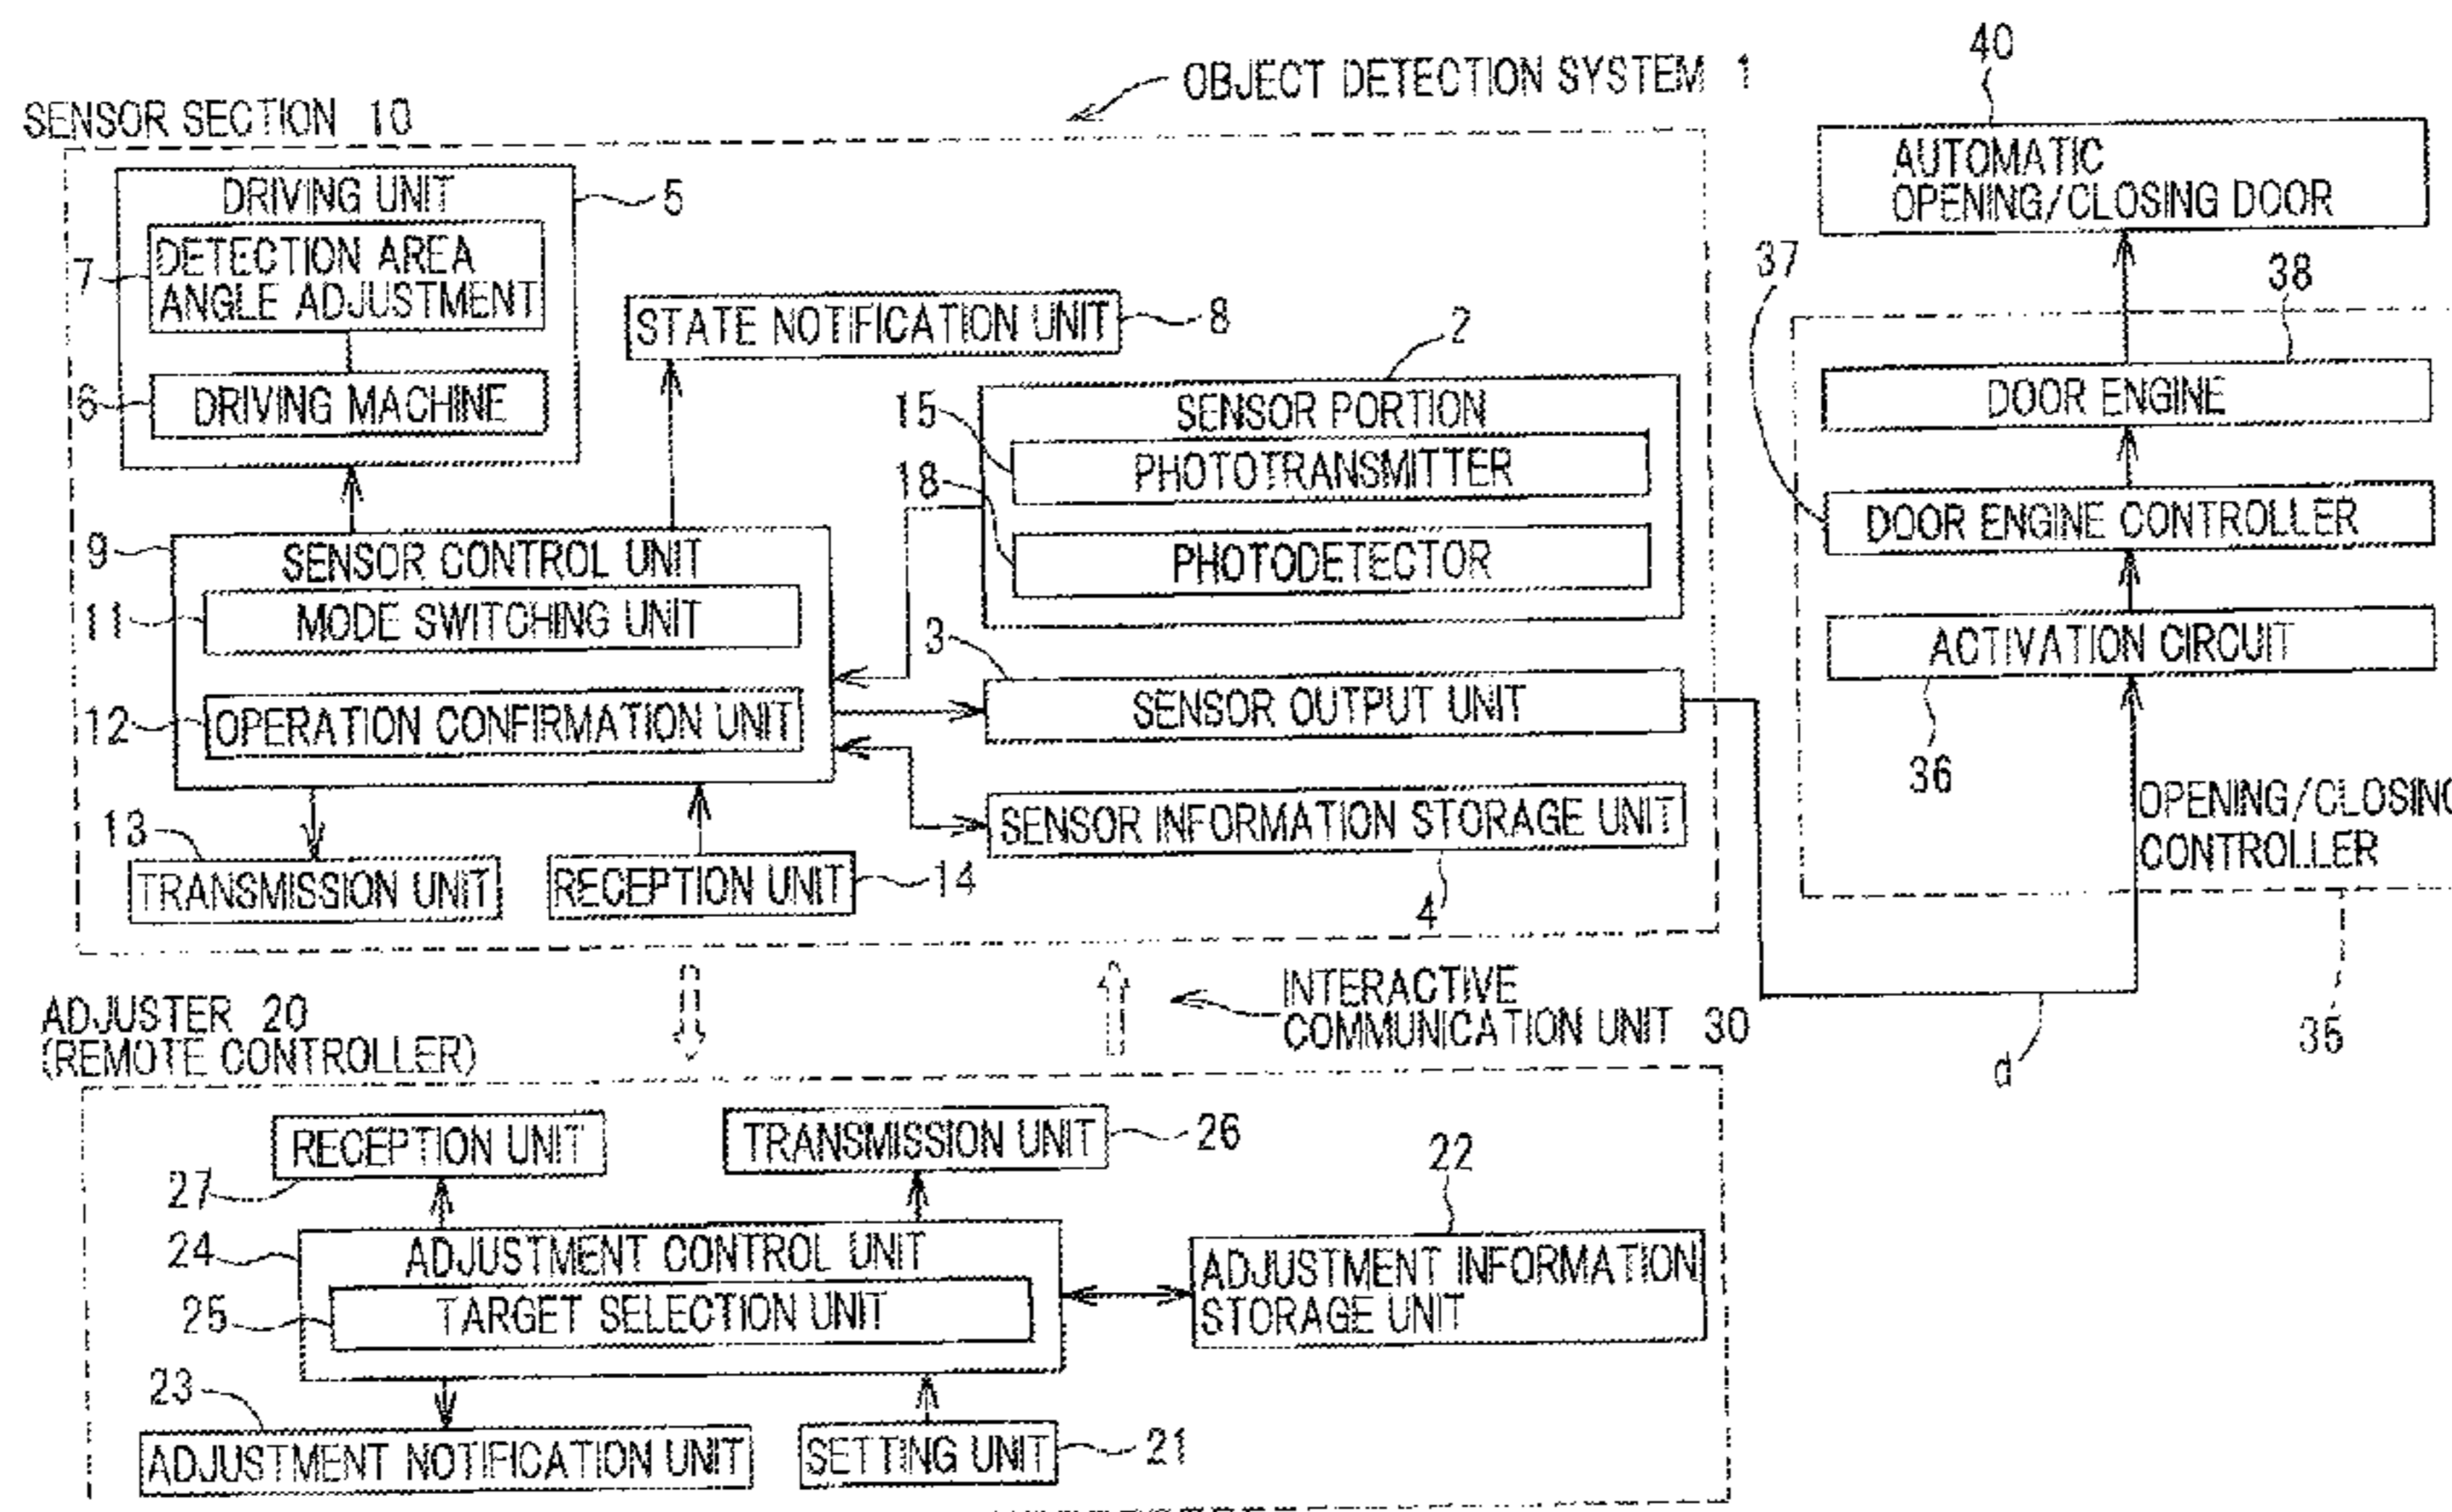 OBJECT DETECTION SYSTEM 1
SENSOR SECTION 10
DRIVING UNIT
5
7
DETECTION AREA
ANGLE ADJUSTMENT
6
DRIVING MACHINE
STATE NOTIFICATION UNIT
8
2
SENSOR PORTION
15
PHOTOTRANSMITTER
18
PHOTODETECTOR
9
SENSOR CONTROL UNIT
11
MODE SWITCHING UNIT
12
OPERATION CONFIRMATION UNIT
3
SENSOR OUTPUT UNIT
SENSOR INFORMATION STORAGE UNIT
4
13
TRANSMISSION UNIT
RECEPTION UNIT
14
40
AUTOMATIC
OPENING/CLOSING DOOR
37
38
DOOR ENGINE
DOOR ENGINE CONTROLLER
ACTIVATION CIRCUIT
36
OPENING/CLOSING
CONTROLLER
35
d
INTERACTIVE
COMMUNICATION UNIT 30
ADJUSTER 20
(REMOTE CONTROLLER)
RECEPTION UNIT
27
TRANSMISSION UNIT
26
22
24
ADJUSTMENT CONTROL UNIT
25
TARGET SELECTION UNIT
ADJUSTMENT INFORMATION
STORAGE UNIT
23
ADJUSTMENT NOTIFICATION UNIT
SETTING UNIT
21